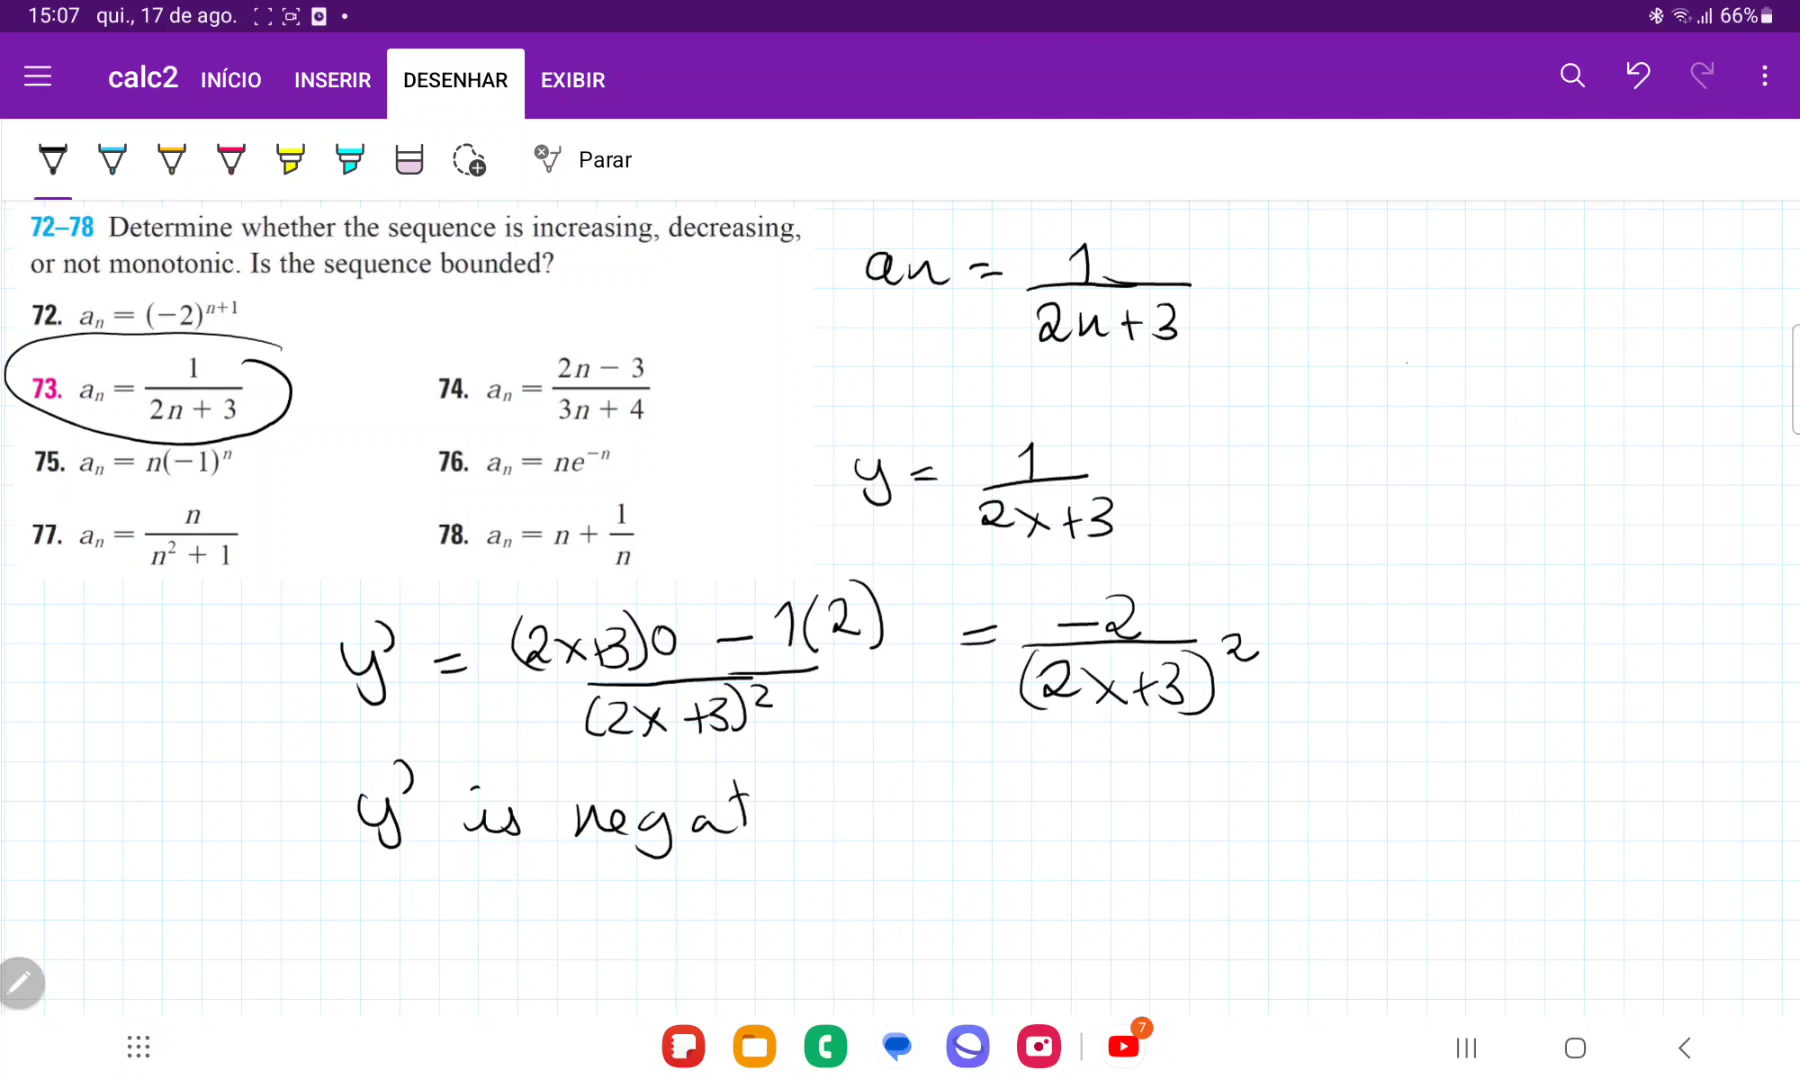 15:07 qui., 17 de ago.
66%
calc2 INÍCIO INSERIR DESENHAR EXIBIR
Parar
72–78 Determine whether the sequence is increasing, decreasing,
or not monotonic. Is the sequence bounded?
72. aₙ = (−2)ⁿ⁺¹
73. aₙ = 1/(2n + 3)
74. aₙ = (2n − 3)/(3n + 4)
75. aₙ = n(−1)ⁿ
76. aₙ = ne⁻ⁿ
77. aₙ = n/(n² + 1)
78. aₙ = n + 1/n
an = 1/(2n+3)
y = 1/(2x+3)
y' = ((2x+3)0 − 1(2))/(2x+3)² = −2/(2x+3)²
y' is negat
7